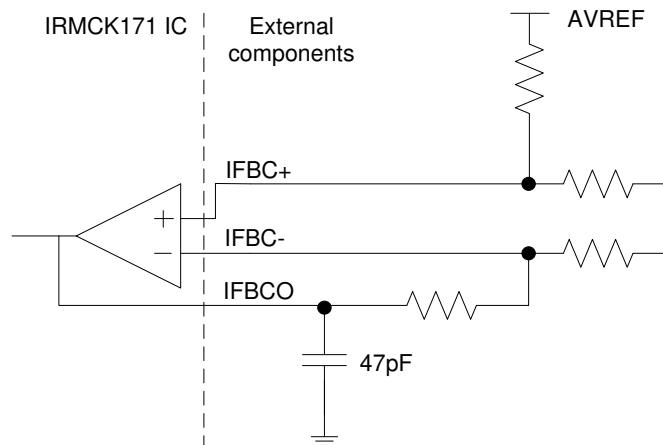 IRMCK171 IC
External
components
AVREF
IFBC+
+
IFBC-
−
IFBCO
47pF